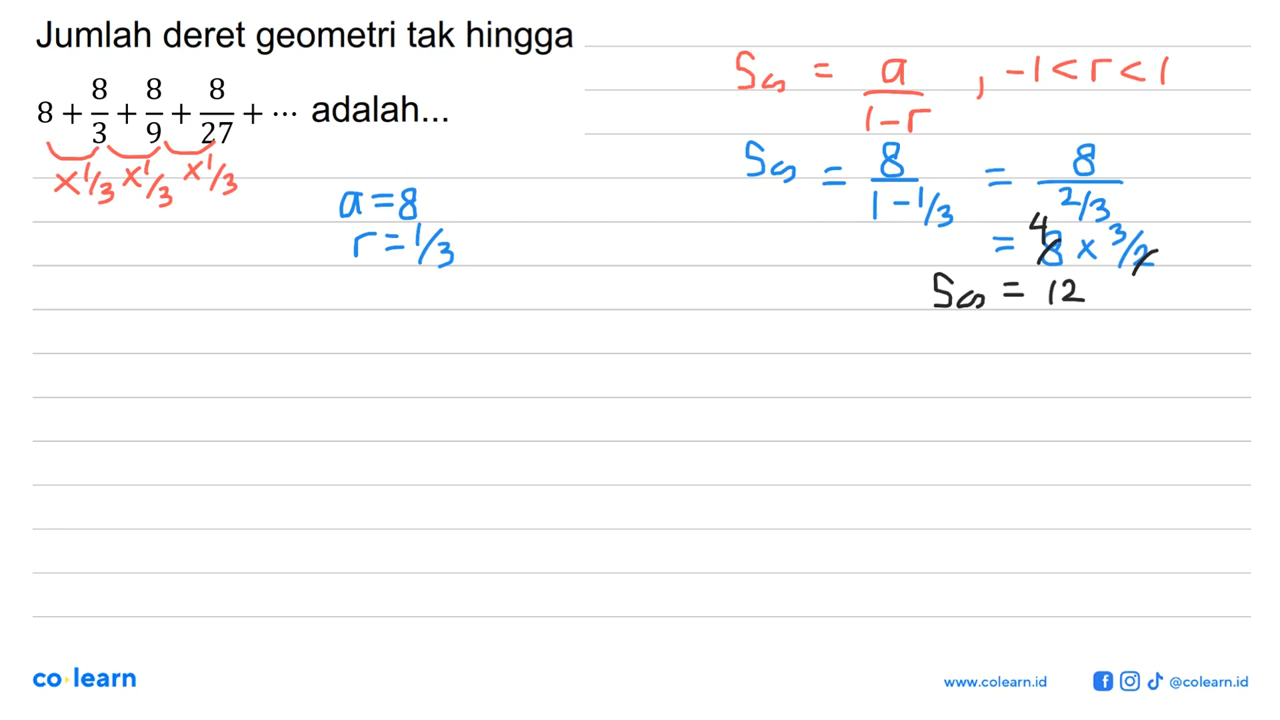 Jumlah deret geometri tak hingga
8 + 8/3 + 8/9 + 8/27 + ⋯ adalah...
×1/3 ×1/3 ×1/3
a = 8
r = 1/3
S∞ = a/(1-r) , -1 < r < 1
S∞ = 8/(1-1/3) = 8/(2/3)
= 8 × 3/2
4
S∞ = 12
co learn
www.colearn.id @colearn.id